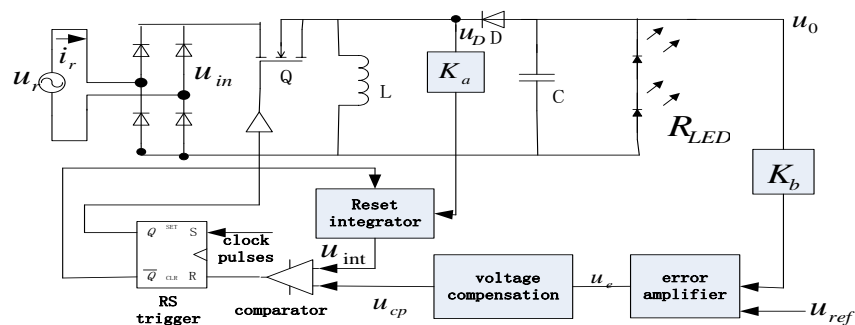 u_r
i_r
u_in
Q
L
u_D
D
K_a
C
R_LED
u_0
K_b
Reset
integrator
Q SET S
clock
pulses
Q̅ CLR R
RS
trigger
u_int
comparator
u_cp
voltage
compensation
u_e
error
amplifier
u_ref